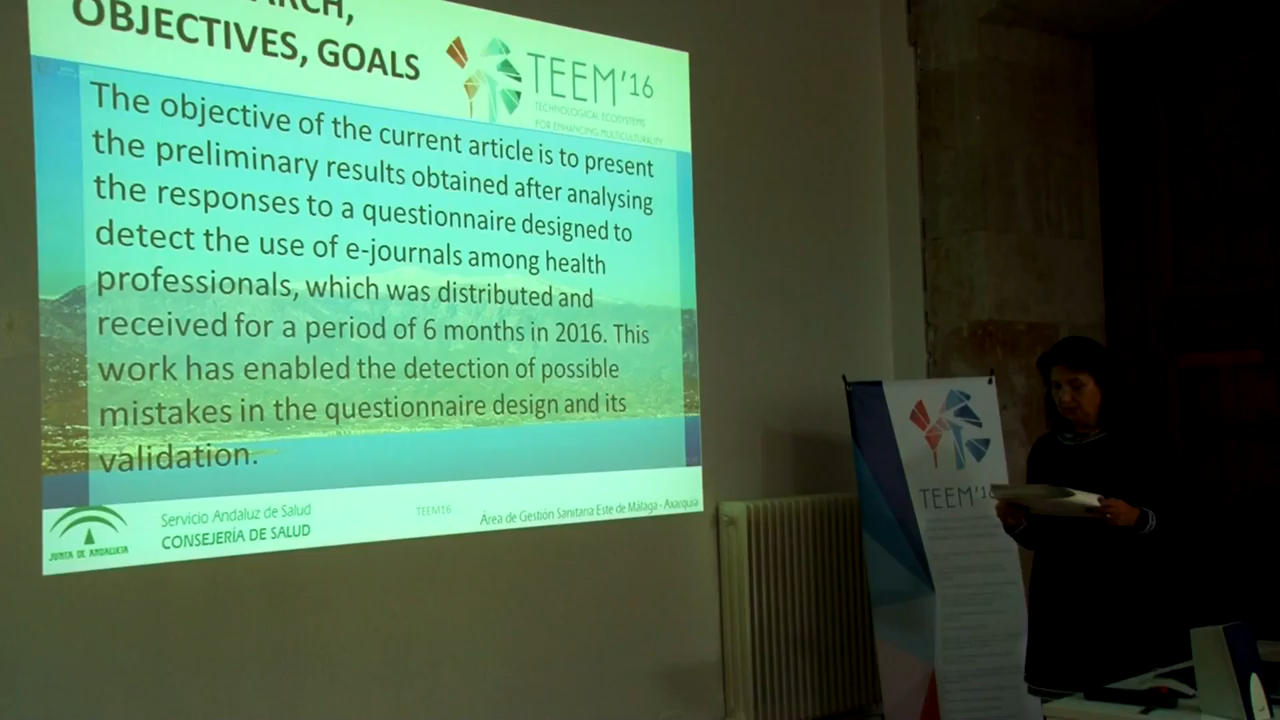 OBJECTIVES, GOALS
TEEM'16
TECHNOLOGICAL ECOSYSTEMS
FOR ENHANCING MULTICULTURALITY
The objective of the current article is to present
the preliminary results obtained after analysing
the responses to a questionnaire designed to
detect the use of e-journals among health
professionals, which was distributed and
received for a period of 6 months in 2016. This
work has enabled the detection of possible
mistakes in the questionnaire design and its
validation.
JUNTA DE ANDALUCIA
Servicio Andaluz de Salud
CONSEJERÍA DE SALUD
TEEM16
Área de Gestión Sanitaria Este de Málaga - Axarquía
TEEM'16